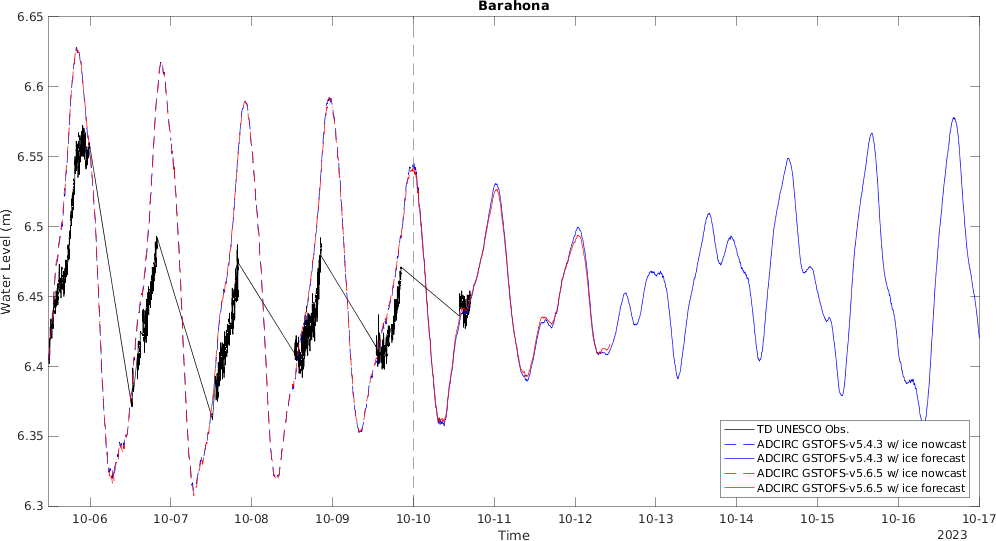 Barahona
6.65
6.6
6.55
6.5
6.45
6.4
6.35
6.3
Water Level (m)
10-06 10-07 10-08 10-09 10-10 10-11 10-12 10-13 10-14 10-15 10-16 10-17
Time
2023
TD UNESCO Obs.
ADCIRC GSTOFS-v5.4.3 w/ ice nowcast
ADCIRC GSTOFS-v5.4.3 w/ ice forecast
ADCIRC GSTOFS-v5.6.5 w/ ice nowcast
ADCIRC GSTOFS-v5.6.5 w/ ice forecast